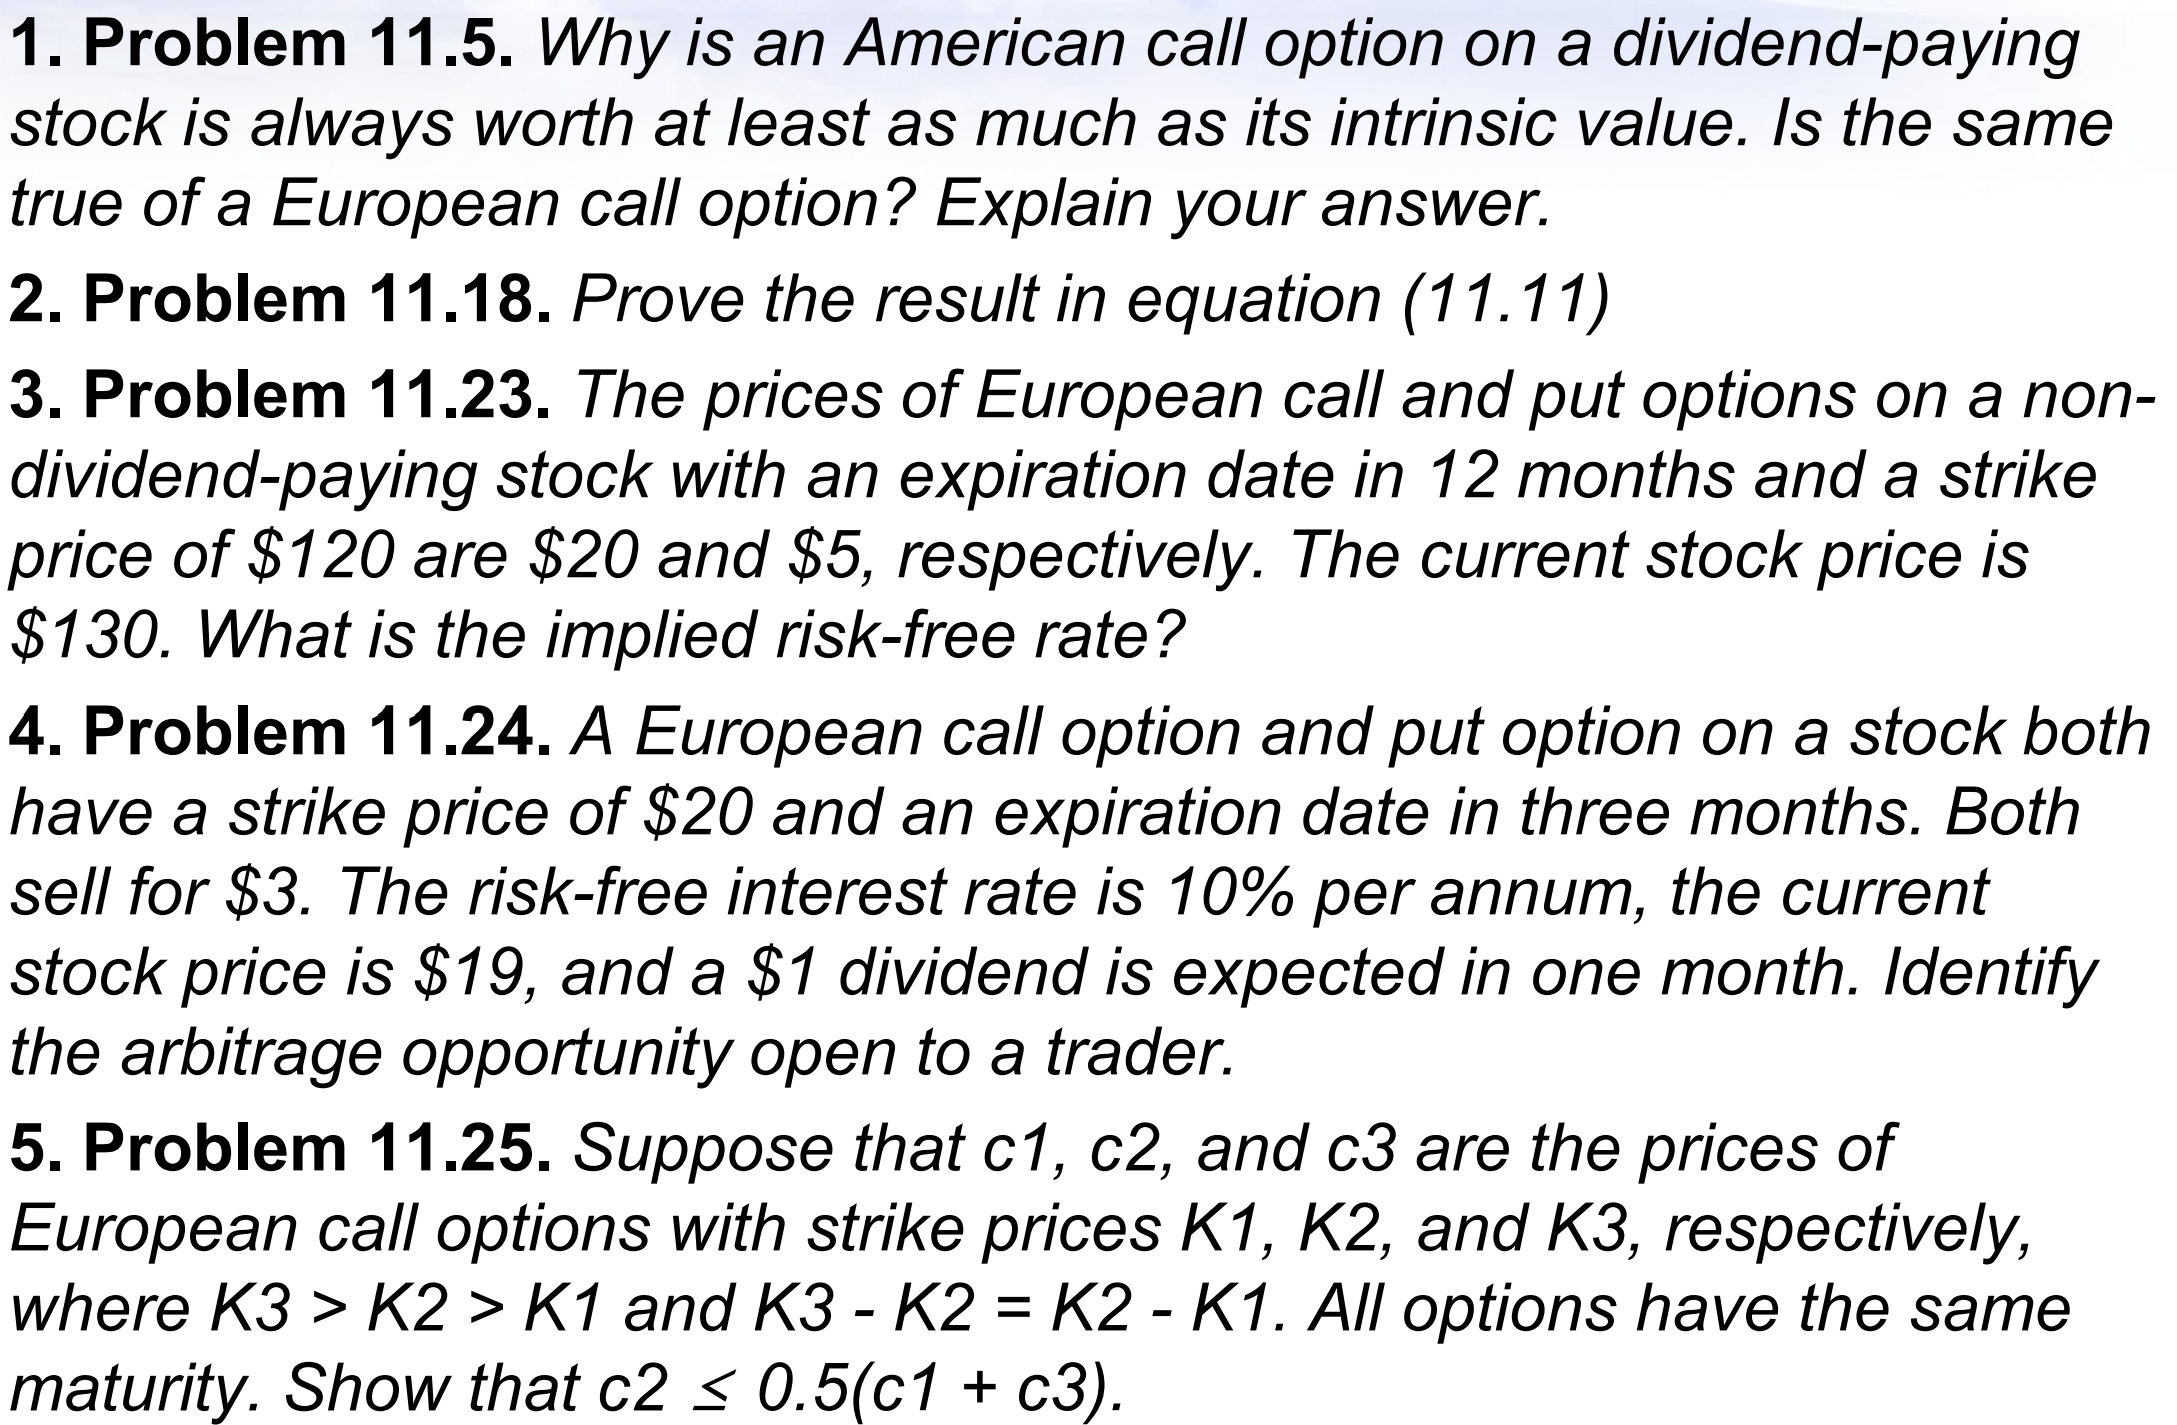 1. Problem 11.5. Why is an American call option on a dividend-paying
stock is always worth at least as much as its intrinsic value. Is the same
true of a European call option? Explain your answer.
2. Problem 11.18. Prove the result in equation (11.11)
3. Problem 11.23. The prices of European call and put options on a non-
dividend-paying stock with an expiration date in 12 months and a strike
price of $120 are $20 and $5, respectively. The current stock price is
$130. What is the implied risk-free rate?
4. Problem 11.24. A European call option and put option on a stock both
have a strike price of $20 and an expiration date in three months. Both
sell for $3. The risk-free interest rate is 10% per annum, the current
stock price is $19, and a $1 dividend is expected in one month. Identify
the arbitrage opportunity open to a trader.
5. Problem 11.25. Suppose that c1, c2, and c3 are the prices of
European call options with strike prices K1, K2, and K3, respectively,
where K3 > K2 > K1 and K3 - K2 = K2 - K1. All options have the same
maturity. Show that c2 ≤ 0.5(c1 + c3).